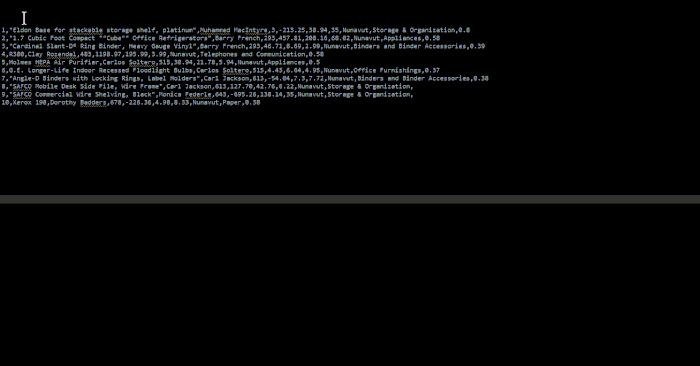 1,"Eldon Base for stackable storage shelf, platinum",Muhammed MacIntyre,3,-213.25,38.94,35,Nunavut,Storage & Organization,0.8
2,"1.7 Cubic Foot Compact ""Cube"" Office Refrigerators",Barry French,293,457.81,208.16,68.02,Nunavut,Appliances,0.58
3,"Cardinal Slant-D® Ring Binder, Heavy Gauge Vinyl",Barry French,293,46.71,8.69,2.99,Nunavut,Binders and Binder Accessories,0.39
4,R380,Clay Rozendal,483,1198.97,195.99,3.99,Nunavut,Telephones and Communication,0.58
5,Holmes HEPA Air Purifier,Carlos Soltero,515,30.94,21.78,5.94,Nunavut,Appliances,0.5
6,G.E. Longer-Life Indoor Recessed Floodlight Bulbs,Carlos Soltero,515,4.43,6.64,4.95,Nunavut,Office Furnishings,0.37
7,"Angle-D Binders with Locking Rings, Label Holders",Carl Jackson,613,-54.04,7.3,7.72,Nunavut,Binders and Binder Accessories,0.38
8,"SAFCO Mobile Desk Side File, Wire Frame",Carl Jackson,613,127.70,42.76,6.22,Nunavut,Storage & Organization,
9,"SAFCO Commercial Wire Shelving, Black",Monica Federle,643,-695.26,138.14,35,Nunavut,Storage & Organization,
10,Xerox 198,Dorothy Badders,678,-226.36,4.98,8.33,Nunavut,Paper,0.38